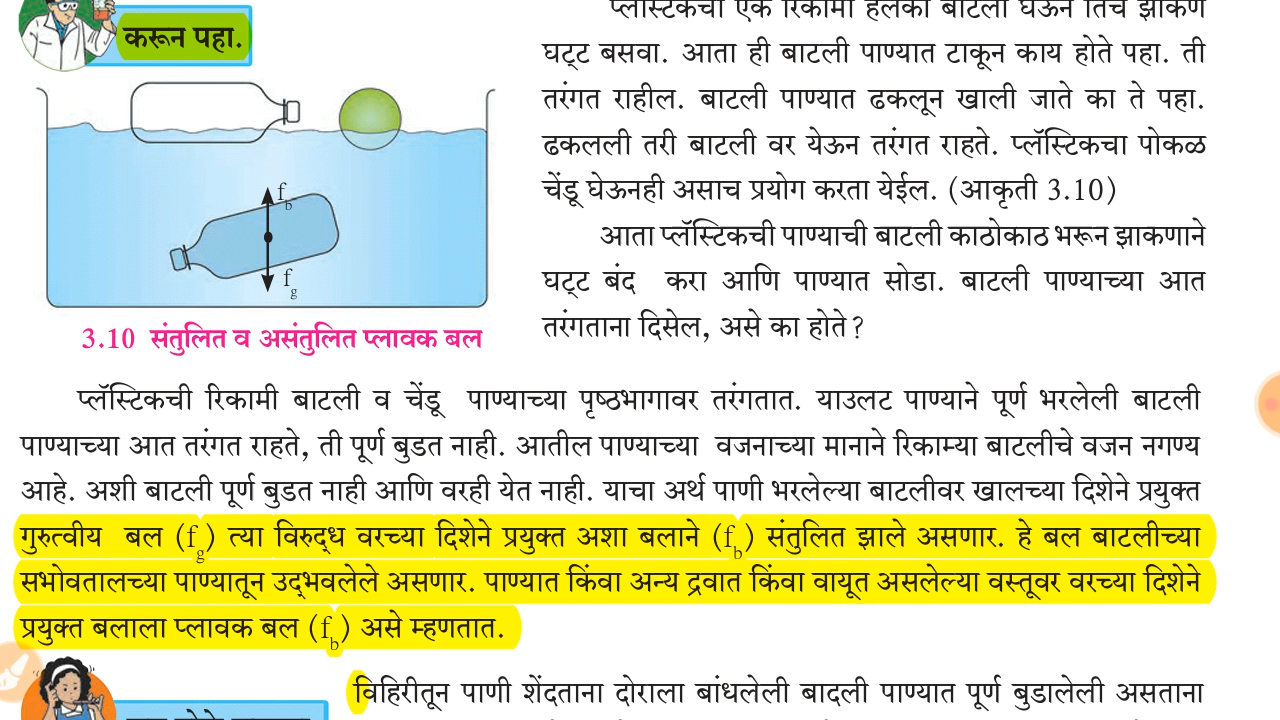 करून पहा.
प्लास्टिकची एक रिकामी हलकी बाटली घेऊन तिचे झाकण
घट्ट बसवा. आता ही बाटली पाण्यात टाकून काय होते पहा. ती
तरंगत राहील. बाटली पाण्यात ढकलून खाली जाते का ते पहा.
ढकलली तरी बाटली वर येऊन तरंगत राहते. प्लॅस्टिकचा पोकळ
चेंडू घेऊनही असाच प्रयोग करता येईल. (आकृती 3.10)
आता प्लॅस्टिकची पाण्याची बाटली काठोकाठ भरून झाकणाने
घट्ट बंद करा आणि पाण्यात सोडा. बाटली पाण्याच्या आत
तरंगताना दिसेल, असे का होते?
fb
fg
3.10 संतुलित व असंतुलित प्लावक बल
प्लॅस्टिकची रिकामी बाटली व चेंडू पाण्याच्या पृष्ठभागावर तरंगतात. याउलट पाण्याने पूर्ण भरलेली बाटली
पाण्याच्या आत तरंगत राहते, ती पूर्ण बुडत नाही. आतील पाण्याच्या वजनाच्या मानाने रिकाम्या बाटलीचे वजन नगण्य
आहे. अशी बाटली पूर्ण बुडत नाही आणि वरही येत नाही. याचा अर्थ पाणी भरलेल्या बाटलीवर खालच्या दिशेने प्रयुक्त
गुरुत्वीय बल (fg) त्या विरुद्ध वरच्या दिशेने प्रयुक्त अशा बलाने (fb) संतुलित झाले असणार. हे बल बाटलीच्या
सभोवतालच्या पाण्यातून उद्भवलेले असणार. पाण्यात किंवा अन्य द्रवात किंवा वायूत असलेल्या वस्तूवर वरच्या दिशेने
प्रयुक्त बलाला प्लावक बल (fb) असे म्हणतात.
विहिरीतून पाणी शेंदताना दोराला बांधलेली बादली पाण्यात पूर्ण बुडालेली असताना